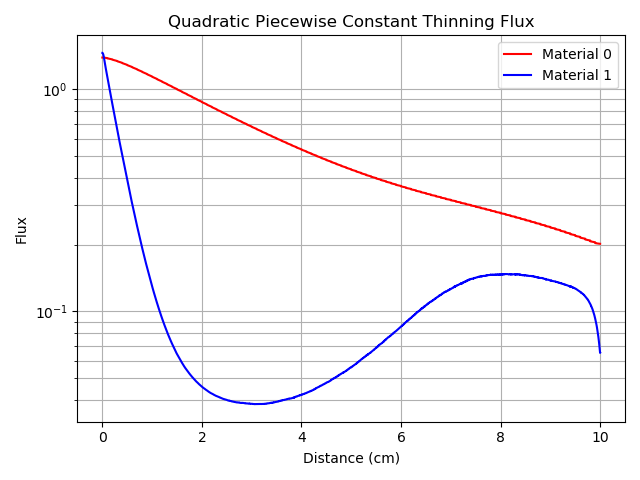 Quadratic Piecewise Constant Thinning Flux
Material 0
Material 1
10⁰
10⁻¹
Flux
0 2 4 6 8 10
Distance (cm)